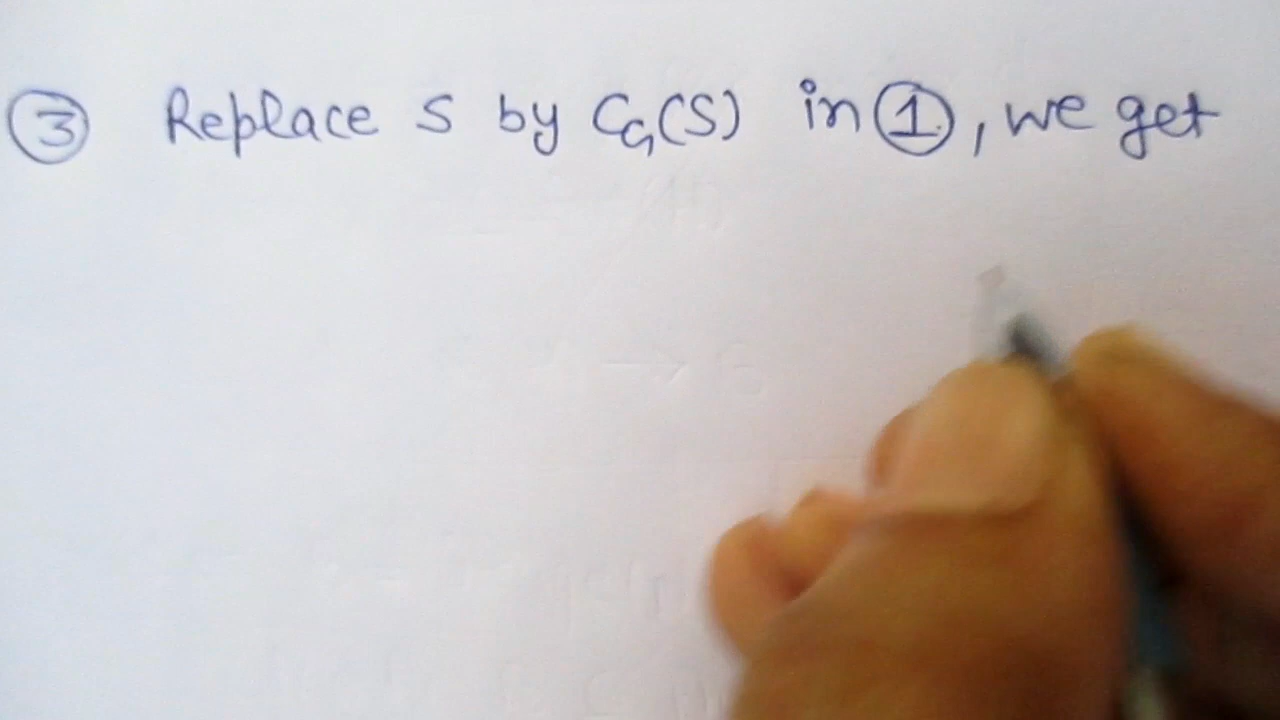 ③ Replace S by C_G(S) in ①, we get